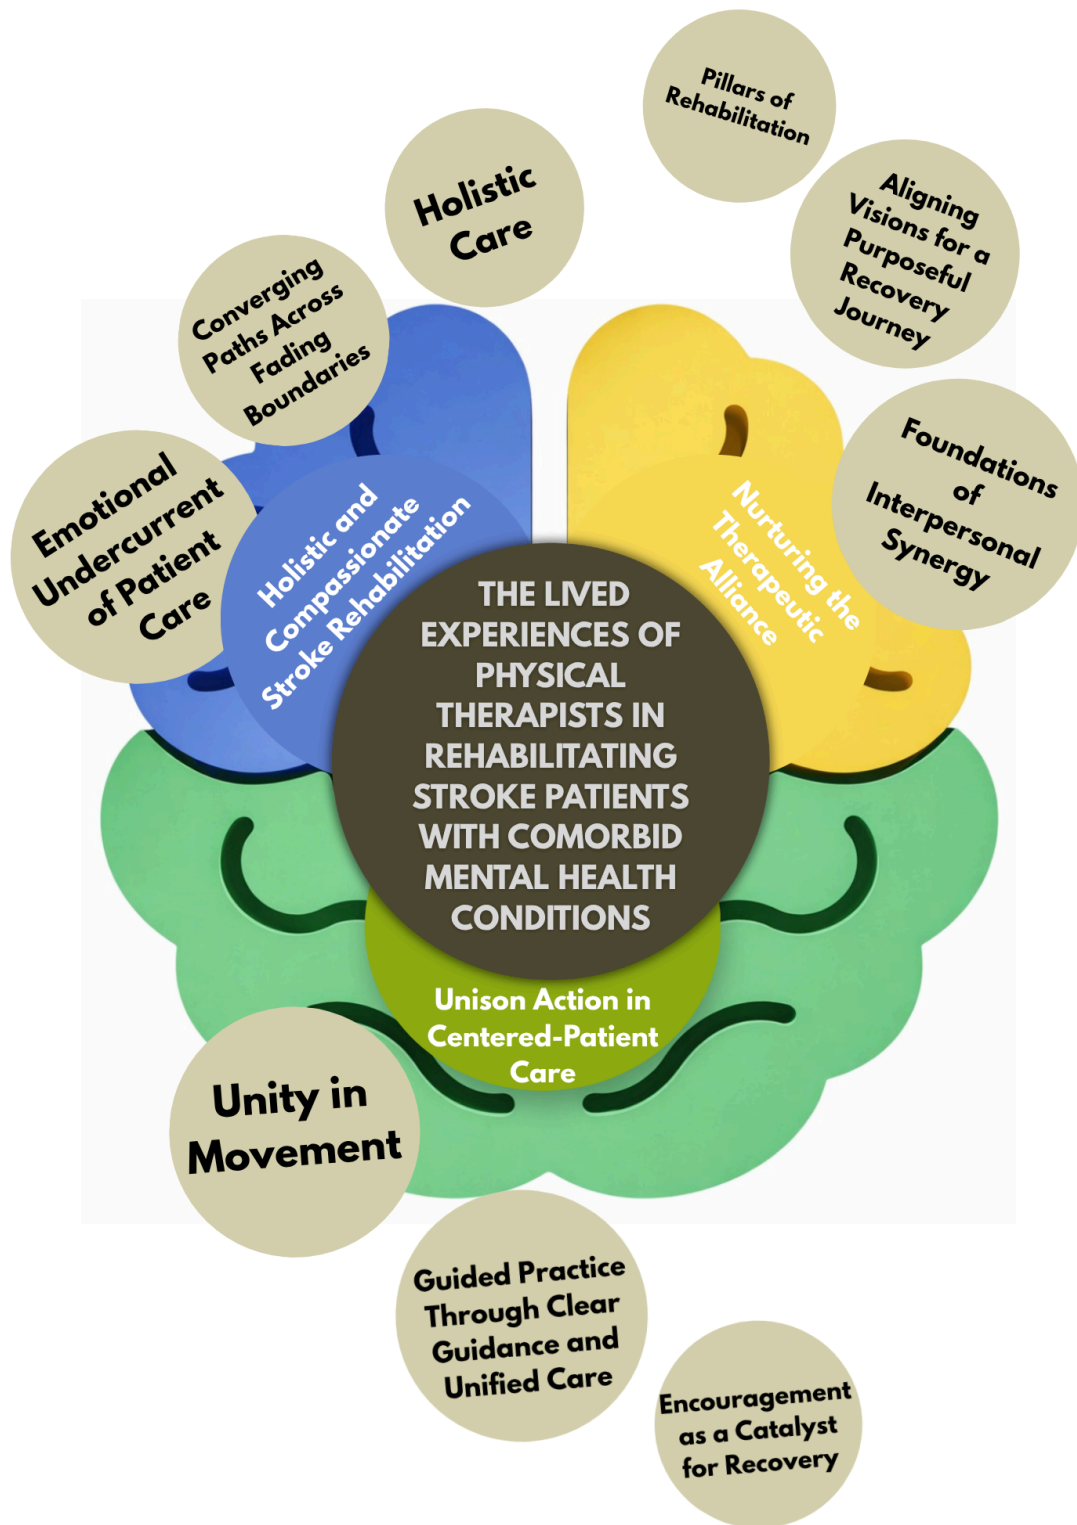 Pillars of
Rehabilitation
Aligning
Visions for a
Purposeful
Recovery
Journey
Foundations
of
Interpersonal
Synergy
Holistic
Care
Converging
Paths Across
Fading
Boundaries
Emotional
Undercurrent
of Patient
Care
Holistic and
Compassionate
Stroke Rehabilitation
Nurturing the
Therapeutic
Alliance
THE LIVED
EXPERIENCES OF
PHYSICAL
THERAPISTS IN
REHABILITATING
STROKE PATIENTS
WITH COMORBID
MENTAL HEALTH
CONDITIONS
Unison Action in
Centered-Patient
Care
Unity in
Movement
Guided Practice
Through Clear
Guidance and
Unified Care
Encouragement
as a Catalyst
for Recovery